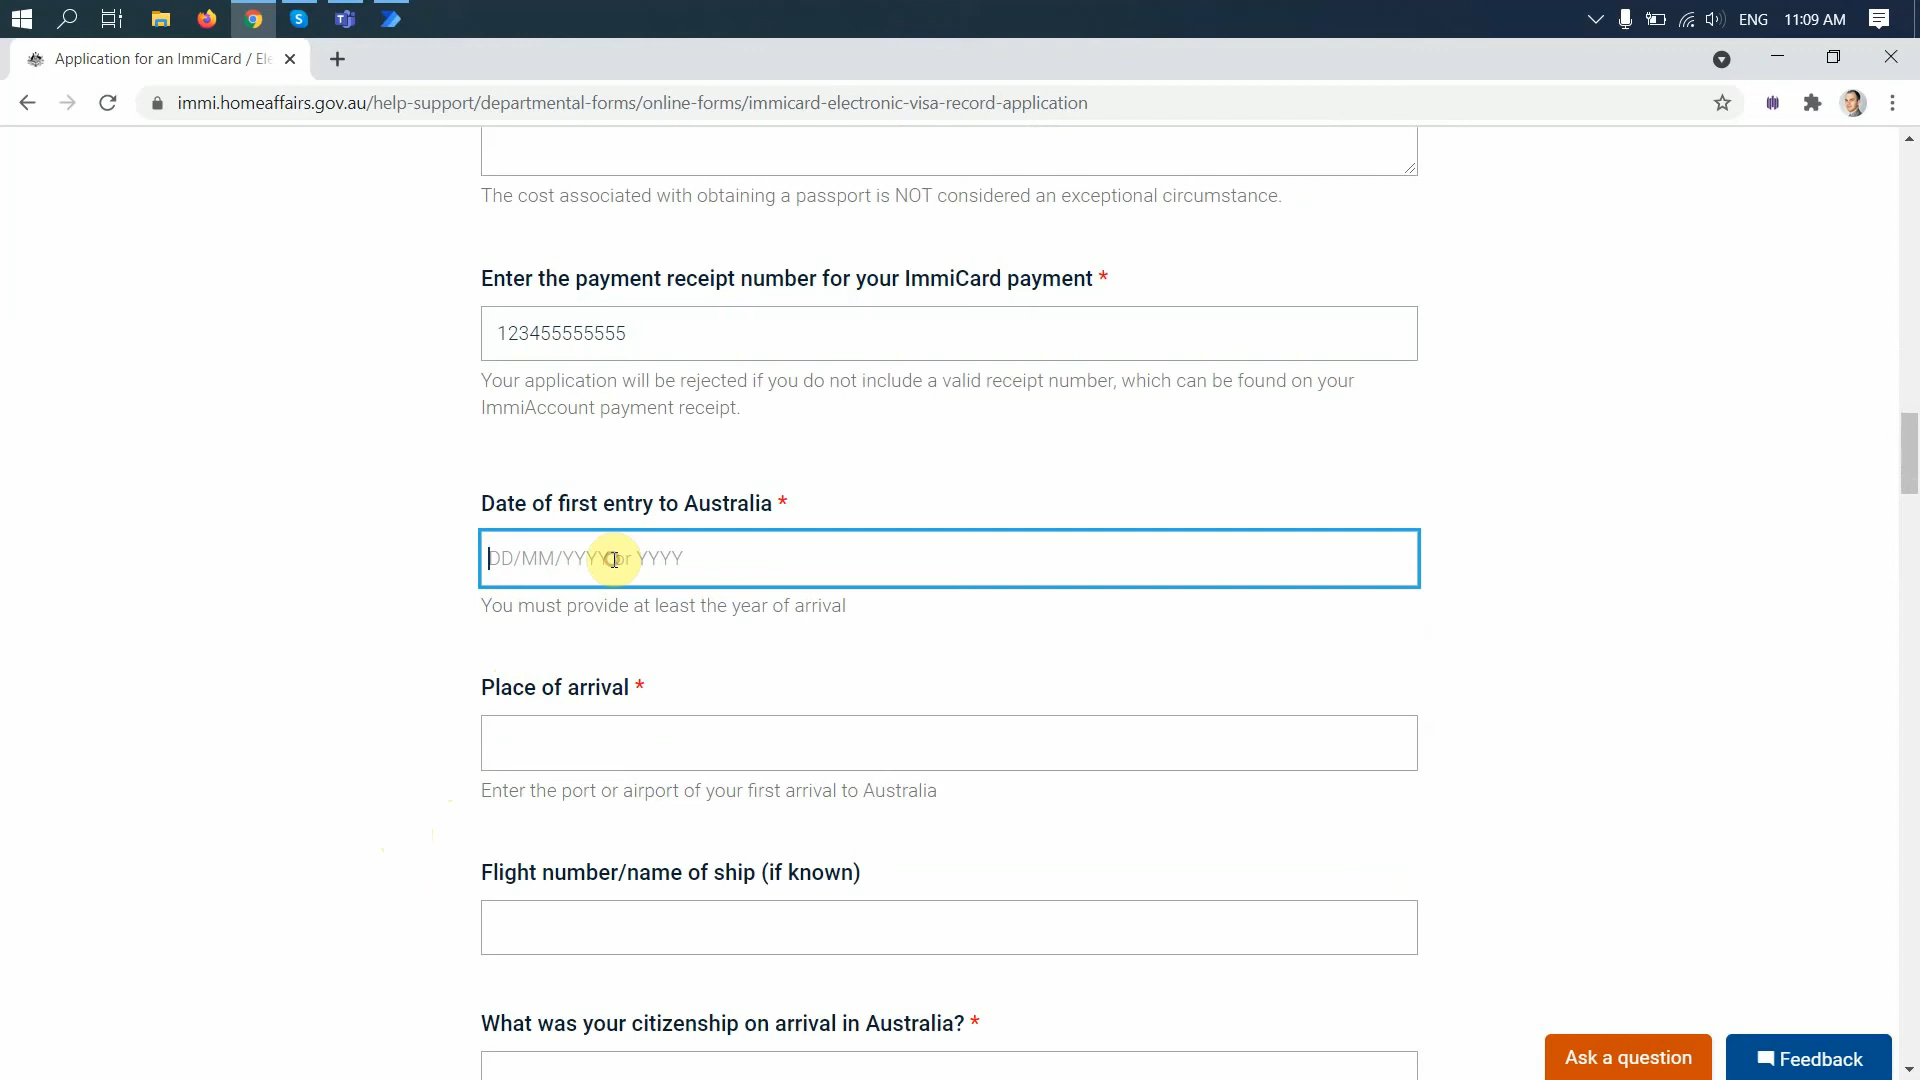 ENG 11:09 AM
Application for an ImmiCard / Ele
immi.homeaffairs.gov.au/help-support/departmental-forms/online-forms/immicard-electronic-visa-record-application
The cost associated with obtaining a passport is NOT considered an exceptional circumstance.
Enter the payment receipt number for your ImmiCard payment *
123455555555
Your application will be rejected if you do not include a valid receipt number, which can be found on your
ImmiAccount payment receipt.
Date of first entry to Australia *
DD/MM/YYYY or YYYY
You must provide at least the year of arrival
Place of arrival *
Enter the port or airport of your first arrival to Australia
Flight number/name of ship (if known)
What was your citizenship on arrival in Australia? *
Ask a question
Feedback